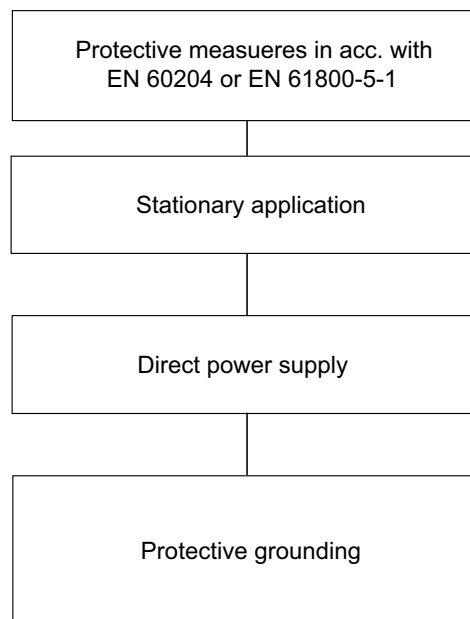 Protective measueres in acc. with
EN 60204 or EN 61800-5-1
Stationary application
Direct power supply
Protective grounding